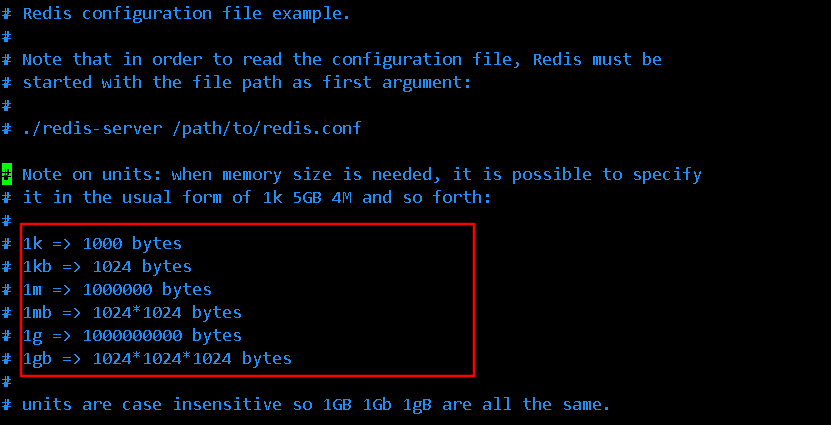 # Redis configuration file example.
#
# Note that in order to read the configuration file, Redis must be
# started with the file path as first argument:
#
# ./redis-server /path/to/redis.conf
# Note on units: when memory size is needed, it is possible to specify
# it in the usual form of 1k 5GB 4M and so forth:
#
# 1k => 1000 bytes
# 1kb => 1024 bytes
# 1m => 1000000 bytes
# 1mb => 1024*1024 bytes
# 1g => 1000000000 bytes
# 1gb => 1024*1024*1024 bytes
#
# units are case insensitive so 1GB 1Gb 1gB are all the same.